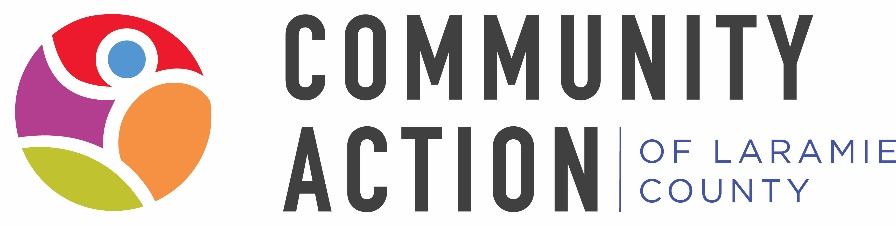 COMMUNITY
ACTION
OF LARAMIE
COUNTY